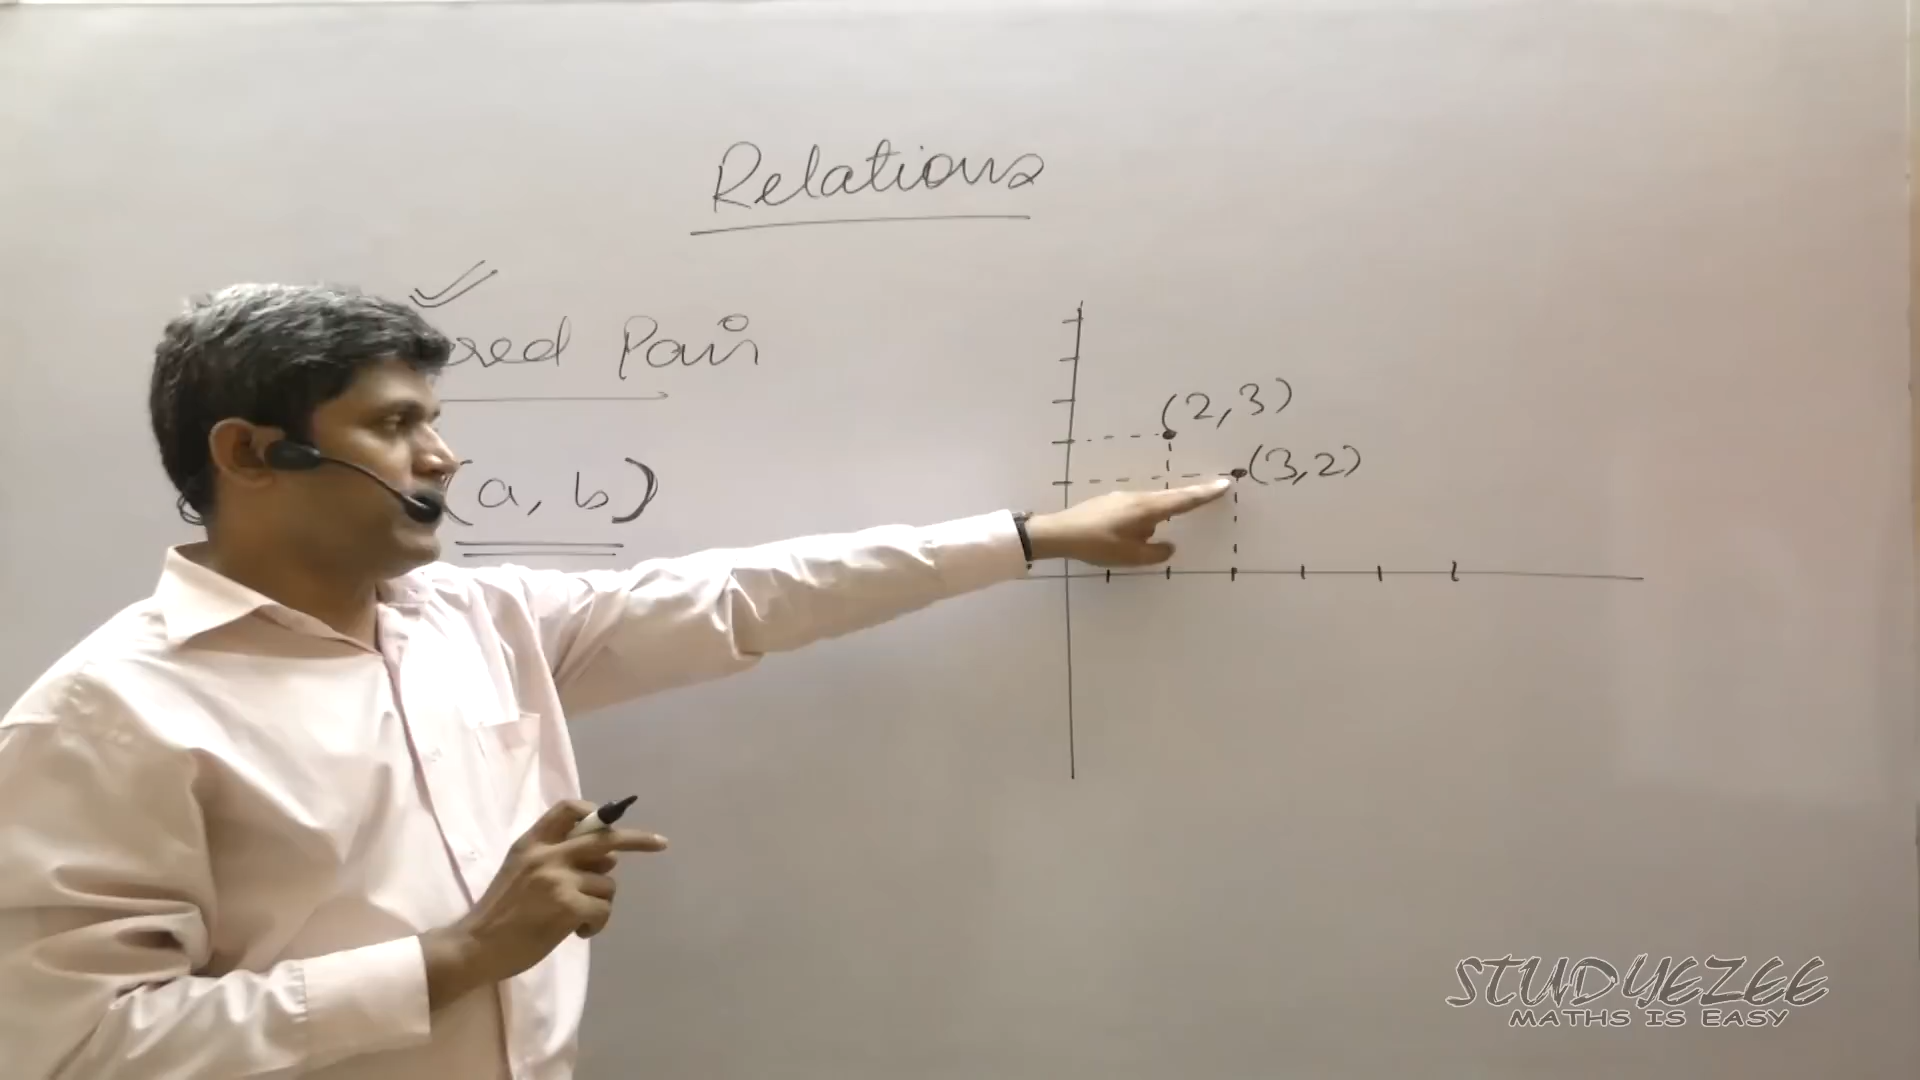 Relations
ered Pair
(a, b)
(2,3)
(3,2)
STUDYEZEE
MATHS IS EASY